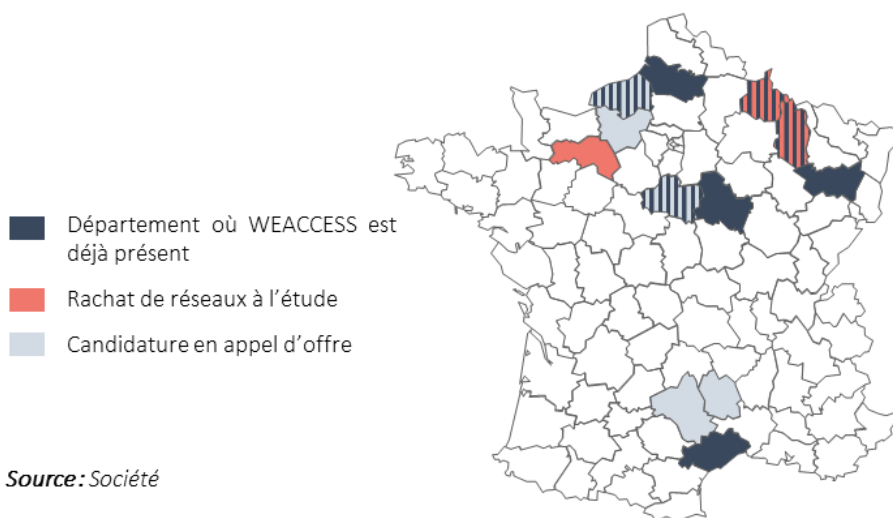 Département où WEACCESS est
déjà présent
Rachat de réseaux à l’étude
Candidature en appel d’offre
Source : Société